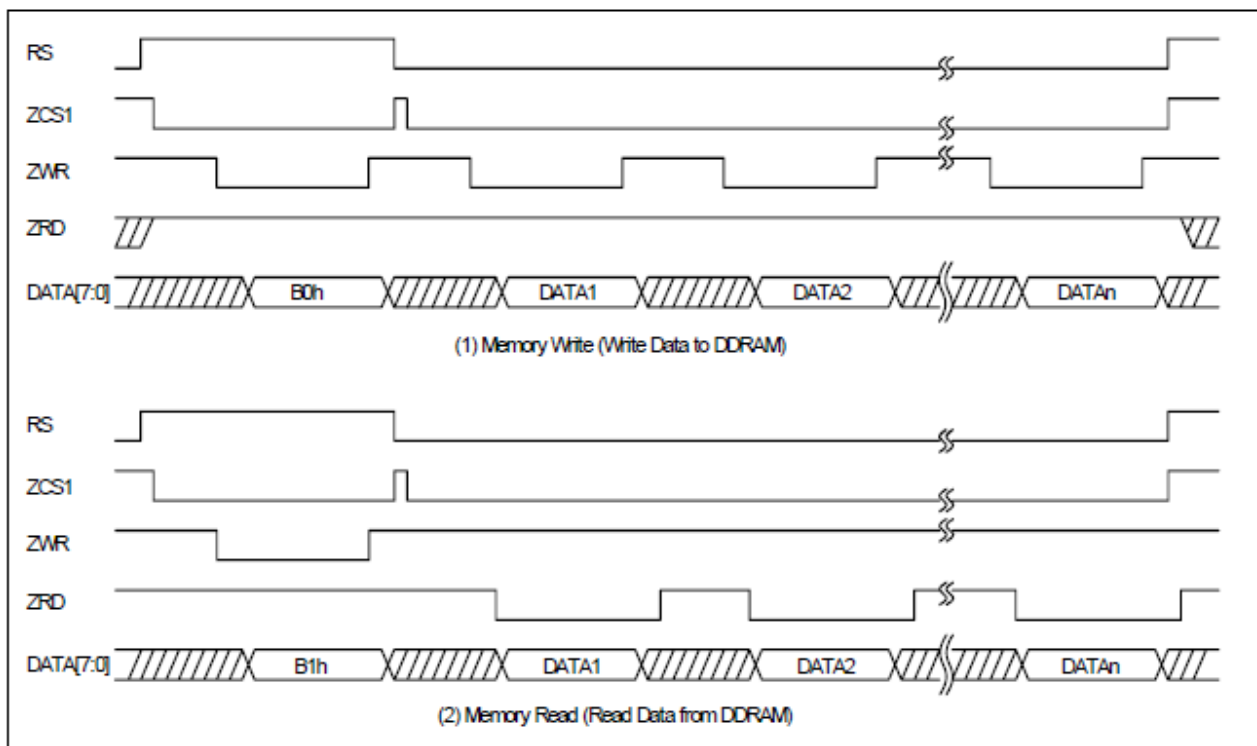 RS
ZCS1
ZWR
ZRD
DATA[7:0] B0h DATA1 DATA2 DATAn
(1) Memory Write (Write Data to DDRAM)
RS
ZCS1
ZWR
ZRD
DATA[7:0] B1h DATA1 DATA2 DATAn
(2) Memory Read (Read Data from DDRAM)